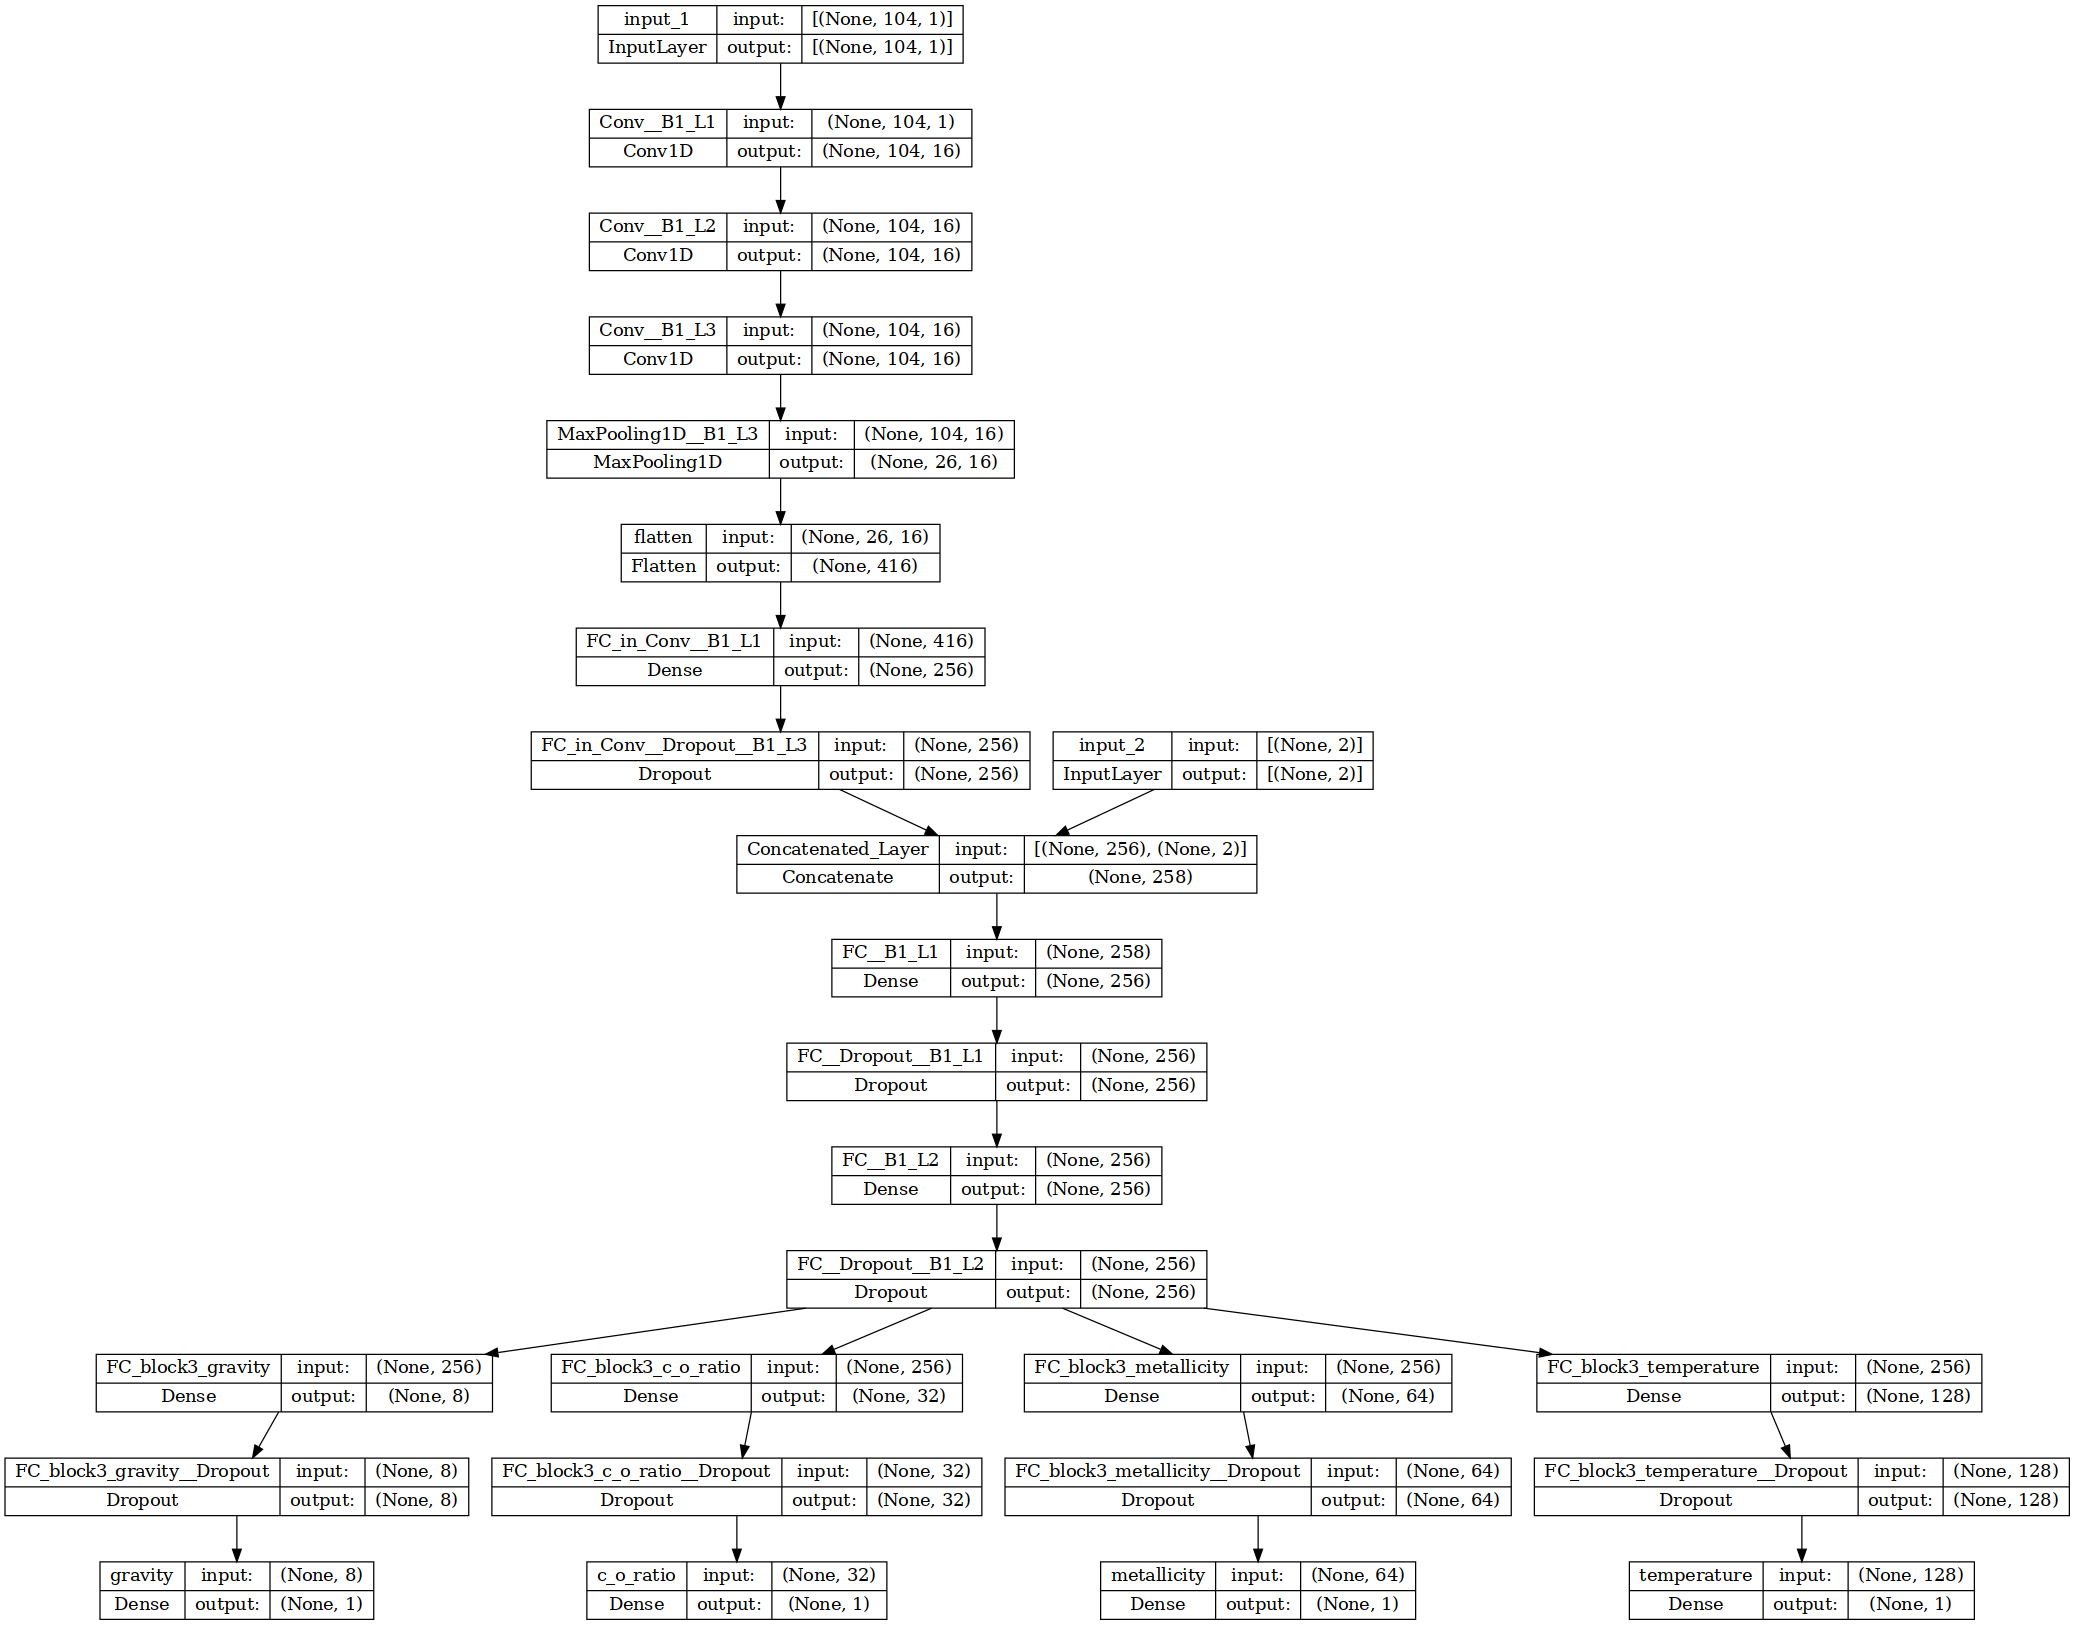 input_1 input: [(None, 104, 1)]
InputLayer output: [(None, 104, 1)]
Conv__B1_L1 input: (None, 104, 1)
Conv1D output: (None, 104, 16)
Conv__B1_L2 input: (None, 104, 16)
Conv1D output: (None, 104, 16)
Conv__B1_L3 input: (None, 104, 16)
Conv1D output: (None, 104, 16)
MaxPooling1D__B1_L3 input: (None, 104, 16)
MaxPooling1D output: (None, 26, 16)
flatten input: (None, 26, 16)
Flatten output: (None, 416)
FC_in_Conv__B1_L1 input: (None, 416)
Dense output: (None, 256)
FC_in_Conv__Dropout__B1_L3 input: (None, 256)
Dropout output: (None, 256)
input_2 input: [(None, 2)]
InputLayer output: [(None, 2)]
Concatenated_Layer input: [(None, 256), (None, 2)]
Concatenate output: (None, 258)
FC__B1_L1 input: (None, 258)
Dense output: (None, 256)
FC__Dropout__B1_L1 input: (None, 256)
Dropout output: (None, 256)
FC__B1_L2 input: (None, 256)
Dense output: (None, 256)
FC__Dropout__B1_L2 input: (None, 256)
Dropout output: (None, 256)
FC_block3_gravity input: (None, 256)
Dense output: (None, 8)
FC_block3_c_o_ratio input: (None, 256)
Dense output: (None, 32)
FC_block3_metallicity input: (None, 256)
Dense output: (None, 64)
FC_block3_temperature input: (None, 256)
Dense output: (None, 128)
FC_block3_gravity__Dropout input: (None, 8)
Dropout output: (None, 8)
FC_block3_c_o_ratio__Dropout input: (None, 32)
Dropout output: (None, 32)
FC_block3_metallicity__Dropout input: (None, 64)
Dropout output: (None, 64)
FC_block3_temperature__Dropout input: (None, 128)
Dropout output: (None, 128)
gravity input: (None, 8)
Dense output: (None, 1)
c_o_ratio input: (None, 32)
Dense output: (None, 1)
metallicity input: (None, 64)
Dense output: (None, 1)
temperature input: (None, 128)
Dense output: (None, 1)